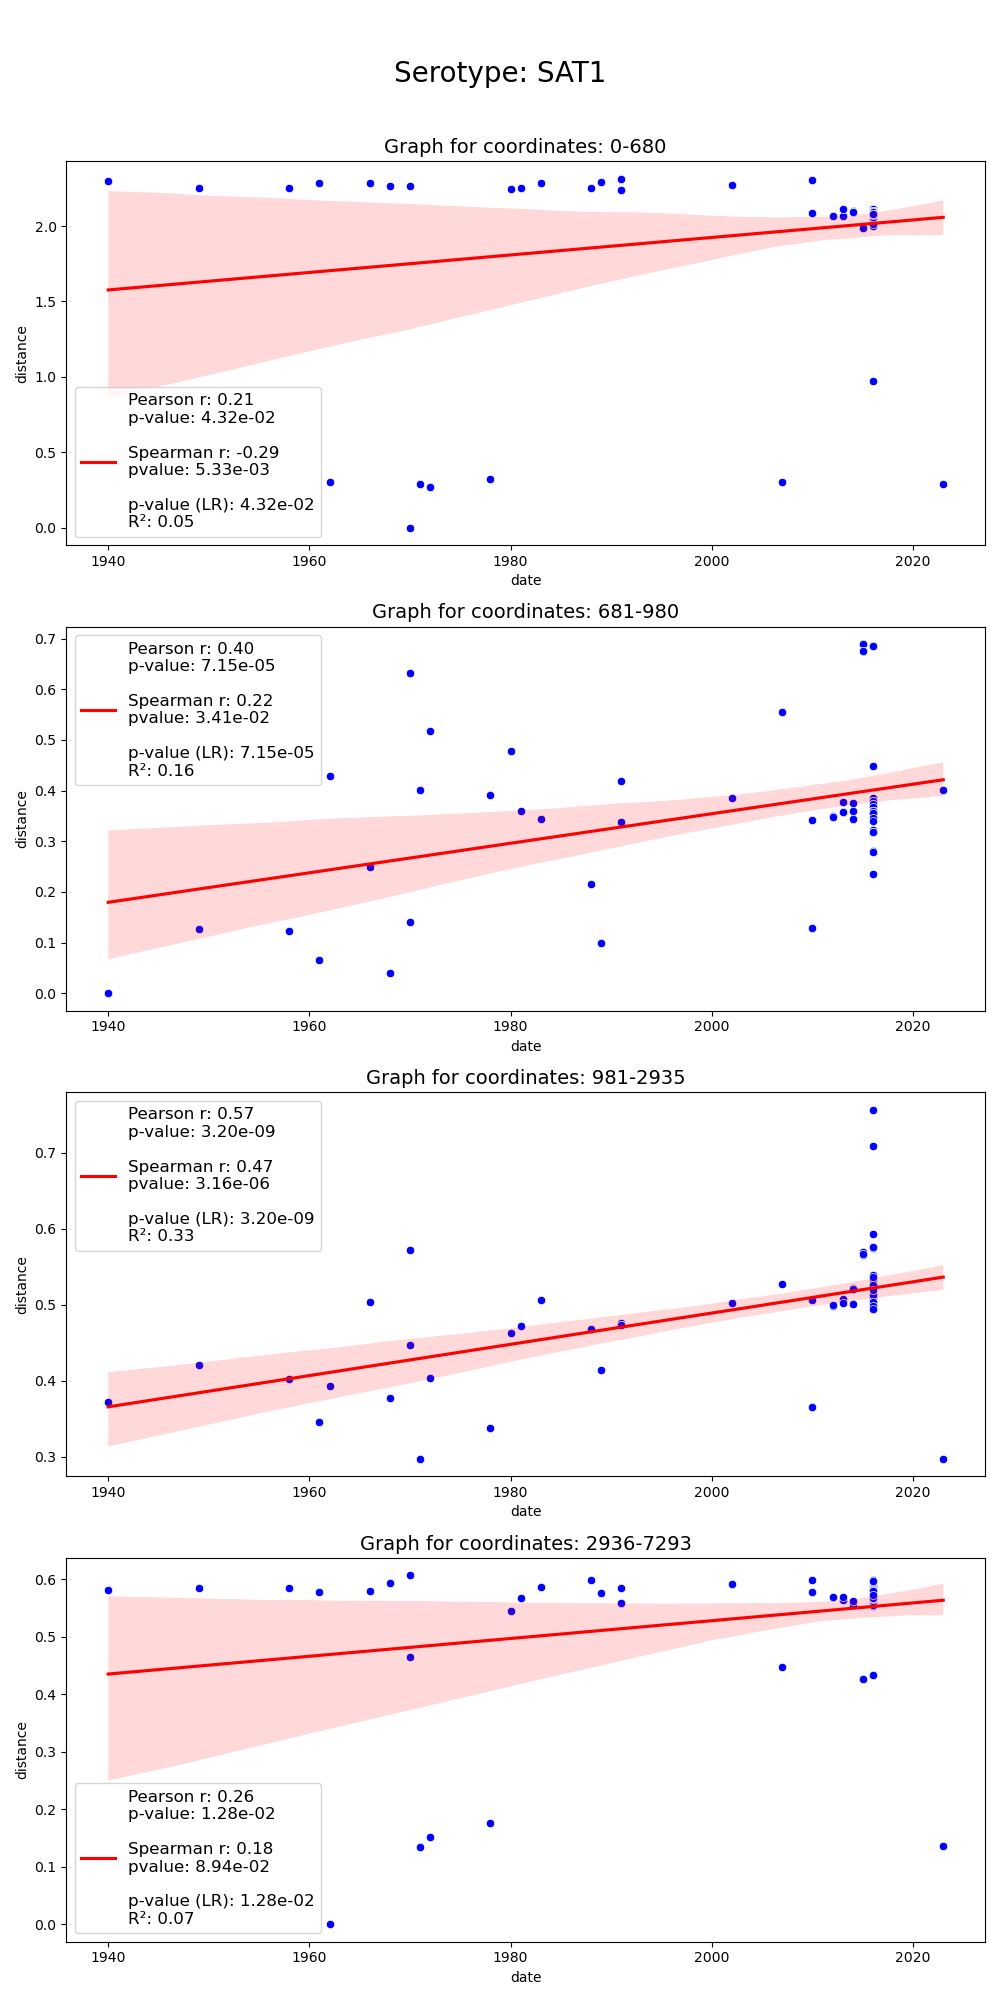 Serotype: SAT1
Graph for coordinates: 0-680
2.0
1.5
1.0
0.5
0.0
distance
Pearson r: 0.21
p-value: 4.32e-02
Spearman r: -0.29
pvalue: 5.33e-03
p-value (LR): 4.32e-02
R²: 0.05
1940 1960 1980 2000 2020
date
Graph for coordinates: 681-980
0.7
0.6
0.5
0.4
0.3
0.2
0.1
0.0
distance
Pearson r: 0.40
p-value: 7.15e-05
Spearman r: 0.22
pvalue: 3.41e-02
p-value (LR): 7.15e-05
R²: 0.16
1940 1960 1980 2000 2020
date
Graph for coordinates: 981-2935
0.7
0.6
0.5
0.4
0.3
distance
Pearson r: 0.57
p-value: 3.20e-09
Spearman r: 0.47
pvalue: 3.16e-06
p-value (LR): 3.20e-09
R²: 0.33
1940 1960 1980 2000 2020
date
Graph for coordinates: 2936-7293
0.6
0.5
0.4
0.3
0.2
0.1
0.0
distance
Pearson r: 0.26
p-value: 1.28e-02
Spearman r: 0.18
pvalue: 8.94e-02
p-value (LR): 1.28e-02
R²: 0.07
1940 1960 1980 2000 2020
date